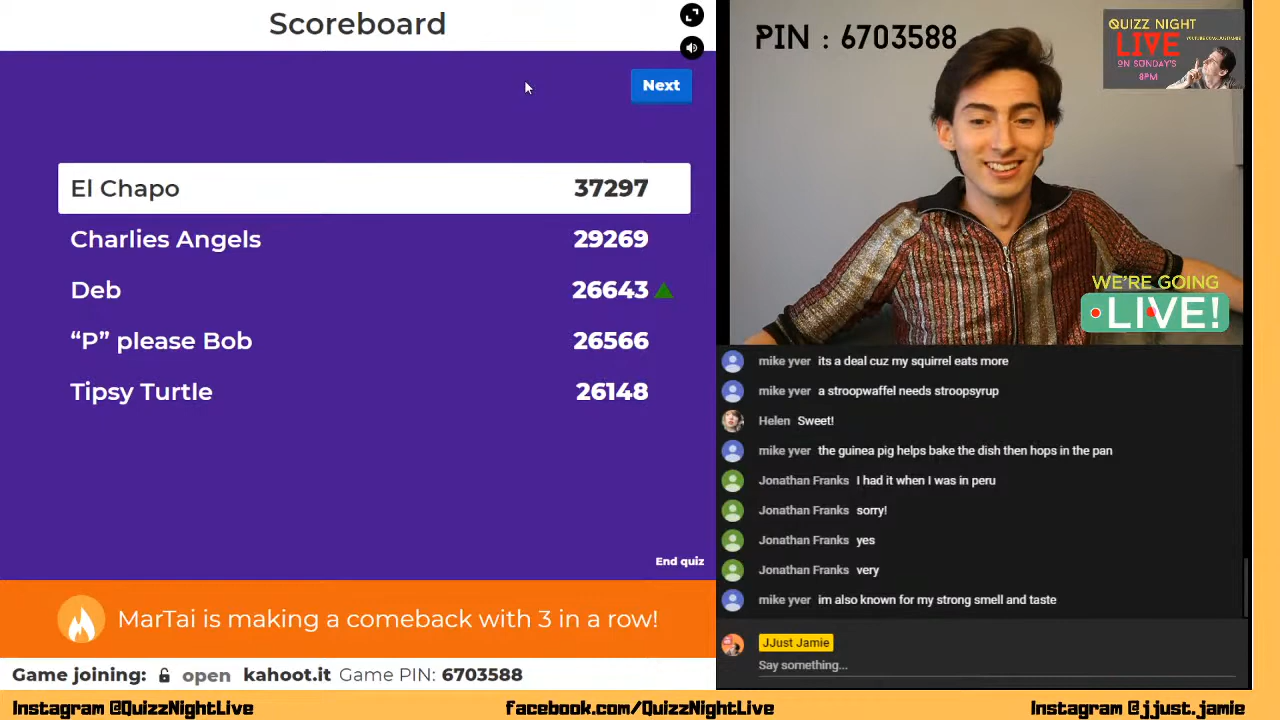 Scoreboard
Next
El Chapo 37297
Charlies Angels 29269
Deb 26643
“P” please Bob 26566
Tipsy Turtle 26148
End quiz
MarTai is making a comeback with 3 in a row!
Game joining: open kahoot.it Game PIN: 6703588
PIN : 6703588
QUIZZ NIGHT
LIVE
ON SUNDAY'S
8PM
WE'RE GOING
LIVE!
mike yver its a deal cuz my squirrel eats more
mike yver a stroopwaffel needs stroopsyrup
Helen Sweet!
mike yver the guinea pig helps bake the dish then hops in the pan
Jonathan Franks I had it when I was in peru
Jonathan Franks sorry!
Jonathan Franks yes
Jonathan Franks very
mike yver im also known for my strong smell and taste
JJust Jamie
Say something...
Instagram @QuizzNightLive facebook.com/QuizzNightLive Instagram @jjust.jamie